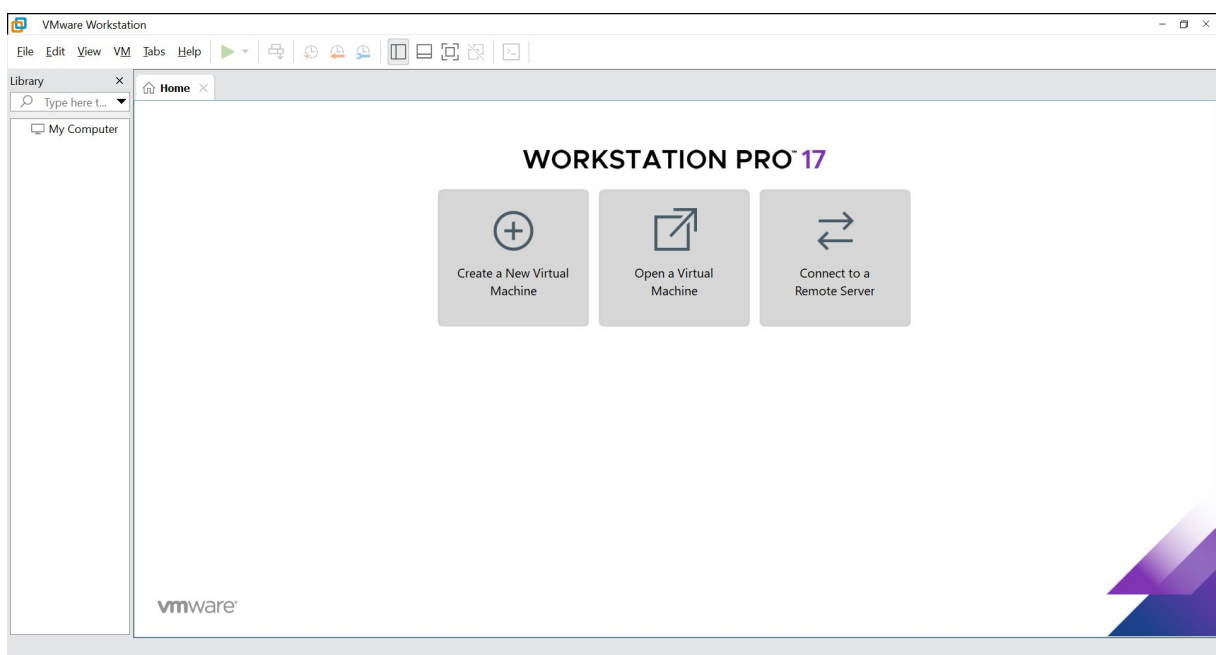 VMware Workstation
File Edit View VM Tabs Help
Library
Home
Type here t...
My Computer
WORKSTATION PRO™ 17
Create a New Virtual
Machine
Open a Virtual
Machine
Connect to a
Remote Server
vmware®